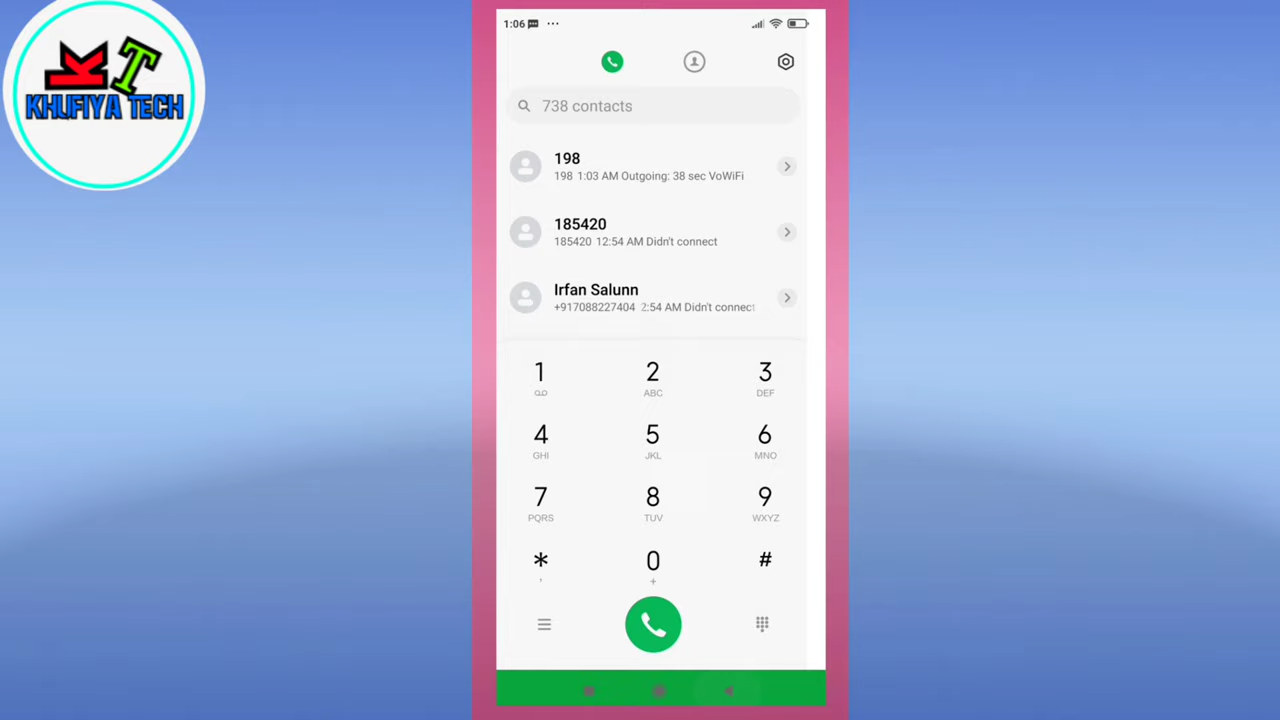 KT
KHUFIYA TECH
1:06
738 contacts
198
198 1:03 AM Outgoing: 38 sec VoWiFi
185420
185420 12:54 AM Didn't connect
Irfan Salunn
+917088227404 2:54 AM Didn't connect
1 2 3
ABC DEF
4 5 6
GHI JKL MNO
7 8 9
PQRS TUV WXYZ
* 0 #
, +